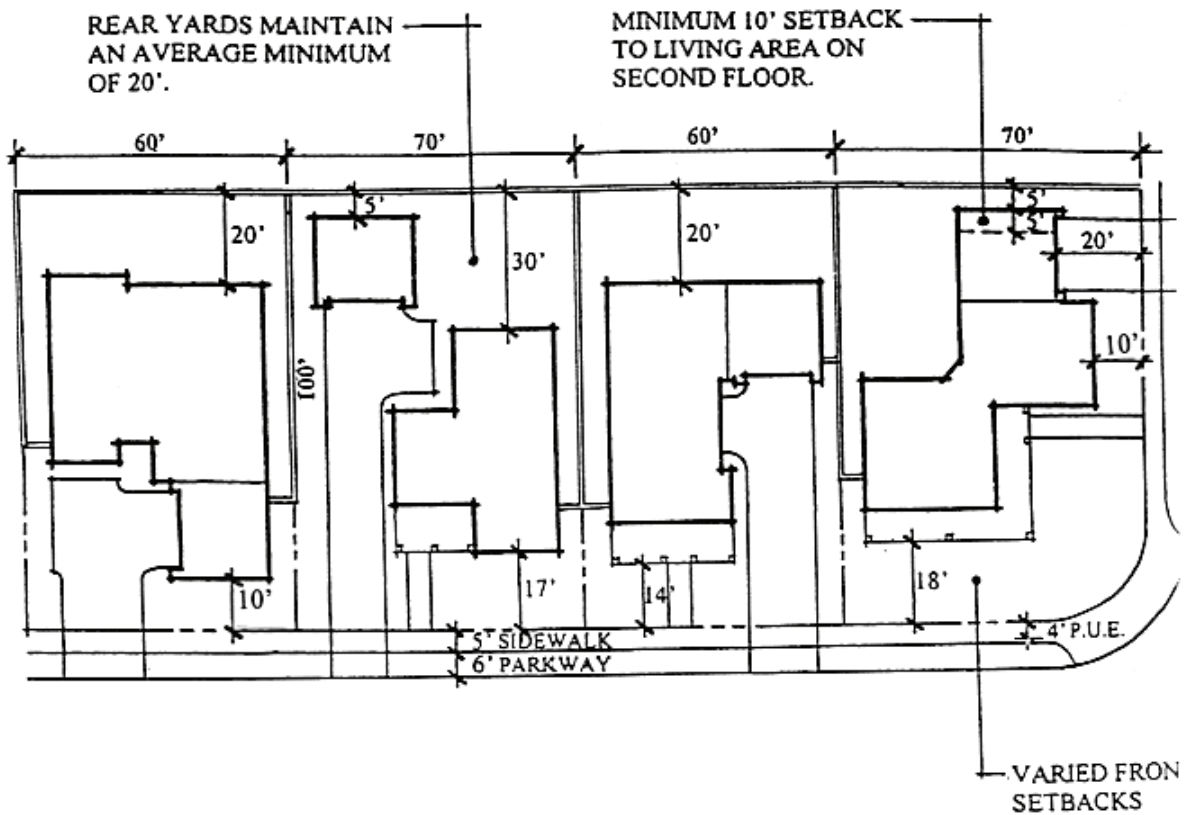 REAR YARDS MAINTAIN
AN AVERAGE MINIMUM
OF 20'.
MINIMUM 10' SETBACK
TO LIVING AREA ON
SECOND FLOOR.
60'
70'
60'
70'
5'
5'
5'
20'
30'
20'
20'
100'
10'
10'
17'
14'
18'
5' SIDEWALK
6' PARKWAY
4' P.U.E.
VARIED FRON
SETBACKS